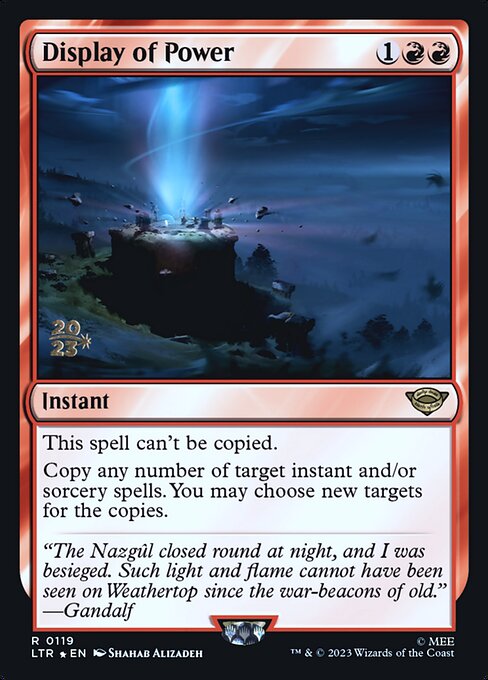 Display of Power 1
20
23
Instant
This spell can't be copied.
Copy any number of target instant and/or
sorcery spells. You may choose new targets
for the copies.
“The Nazgûl closed round at night, and I was
besieged. Such light and flame cannot have been
seen on Weathertop since the war-beacons of old.”
—Gandalf
R 0119
LTR ★ EN Shahab Alizadeh
© MEE
™ & © 2023 Wizards of the Coast